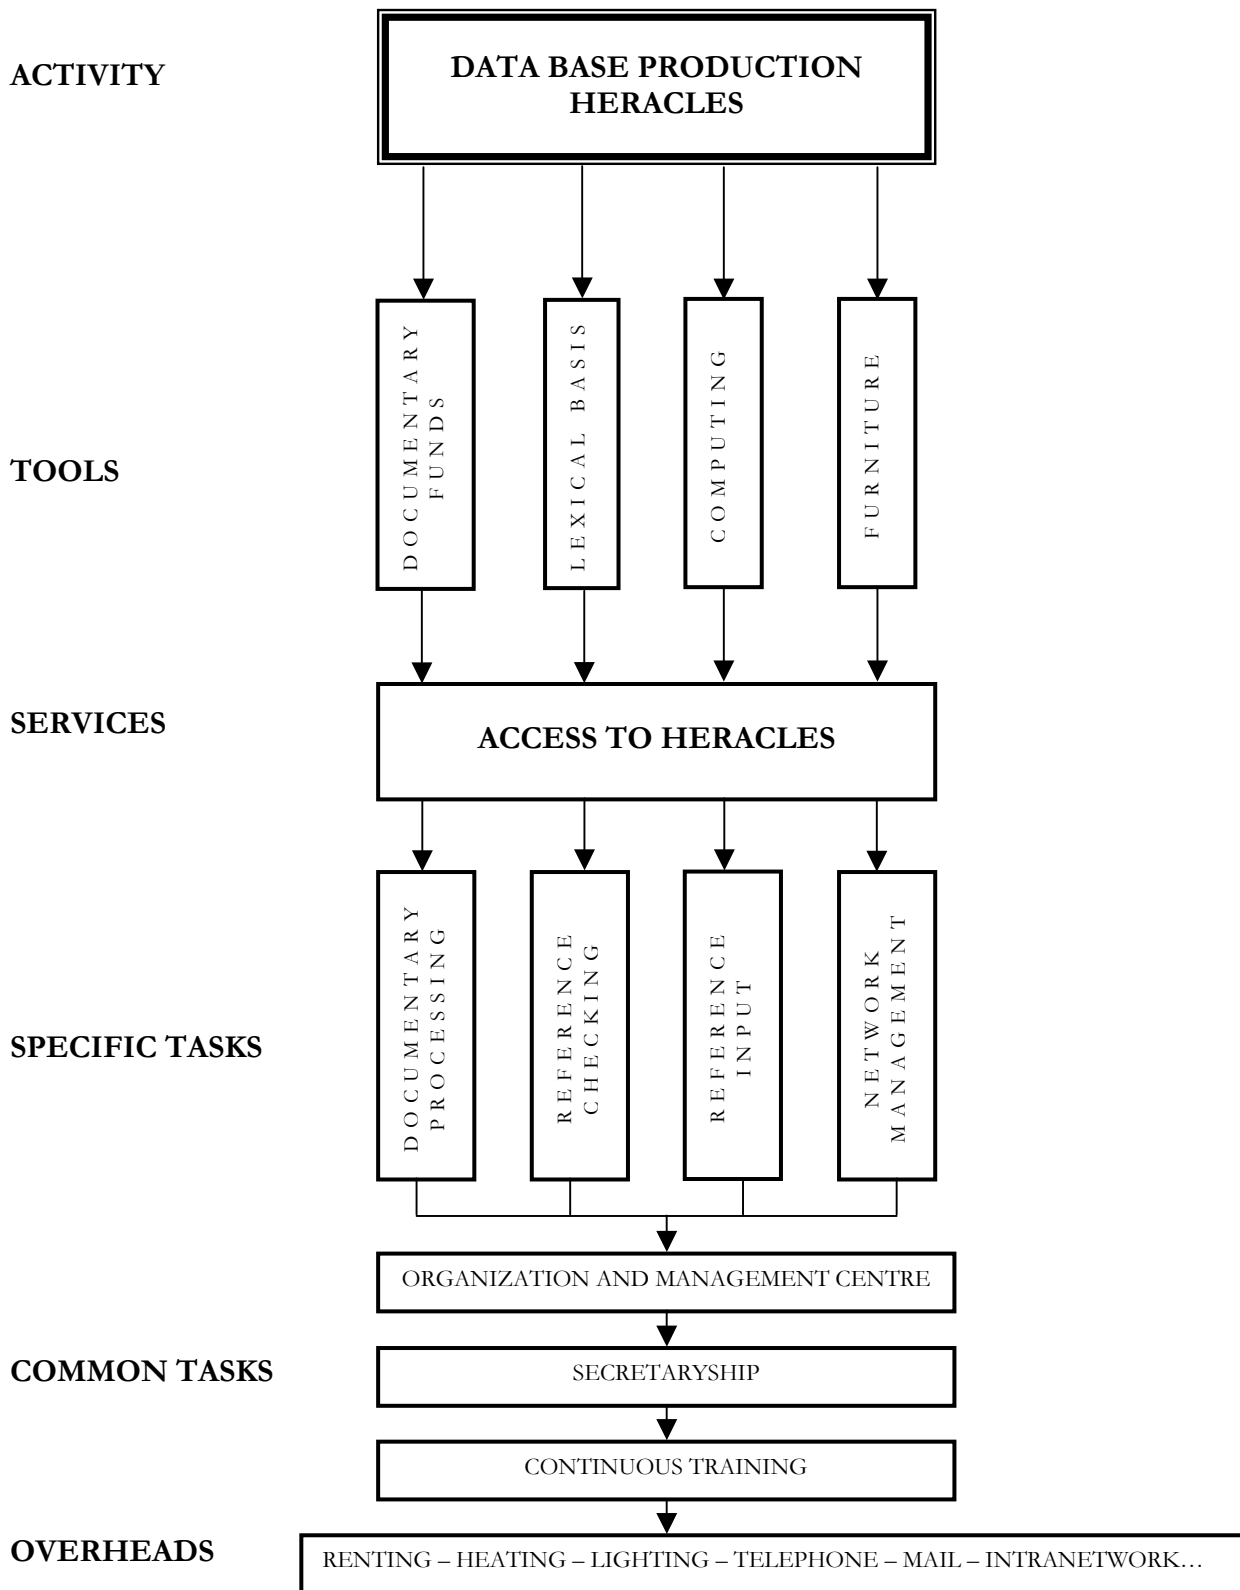 ACTIVITY
DATA BASE PRODUCTION
HERACLES
TOOLS
DOCUMENTARY
FUNDS
LEXICAL BASIS
COMPUTING
FURNITURE
SERVICES
ACCESS TO HERACLES
SPECIFIC TASKS
DOCUMENTARY
PROCESSING
REFERENCE
CHECKING
REFERENCE
INPUT
NETWORK
MANAGEMENT
ORGANIZATION AND MANAGEMENT CENTRE
COMMON TASKS
SECRETARYSHIP
CONTINUOUS TRAINING
OVERHEADS
RENTING – HEATING – LIGHTING – TELEPHONE – MAIL – INTRANETWORK…